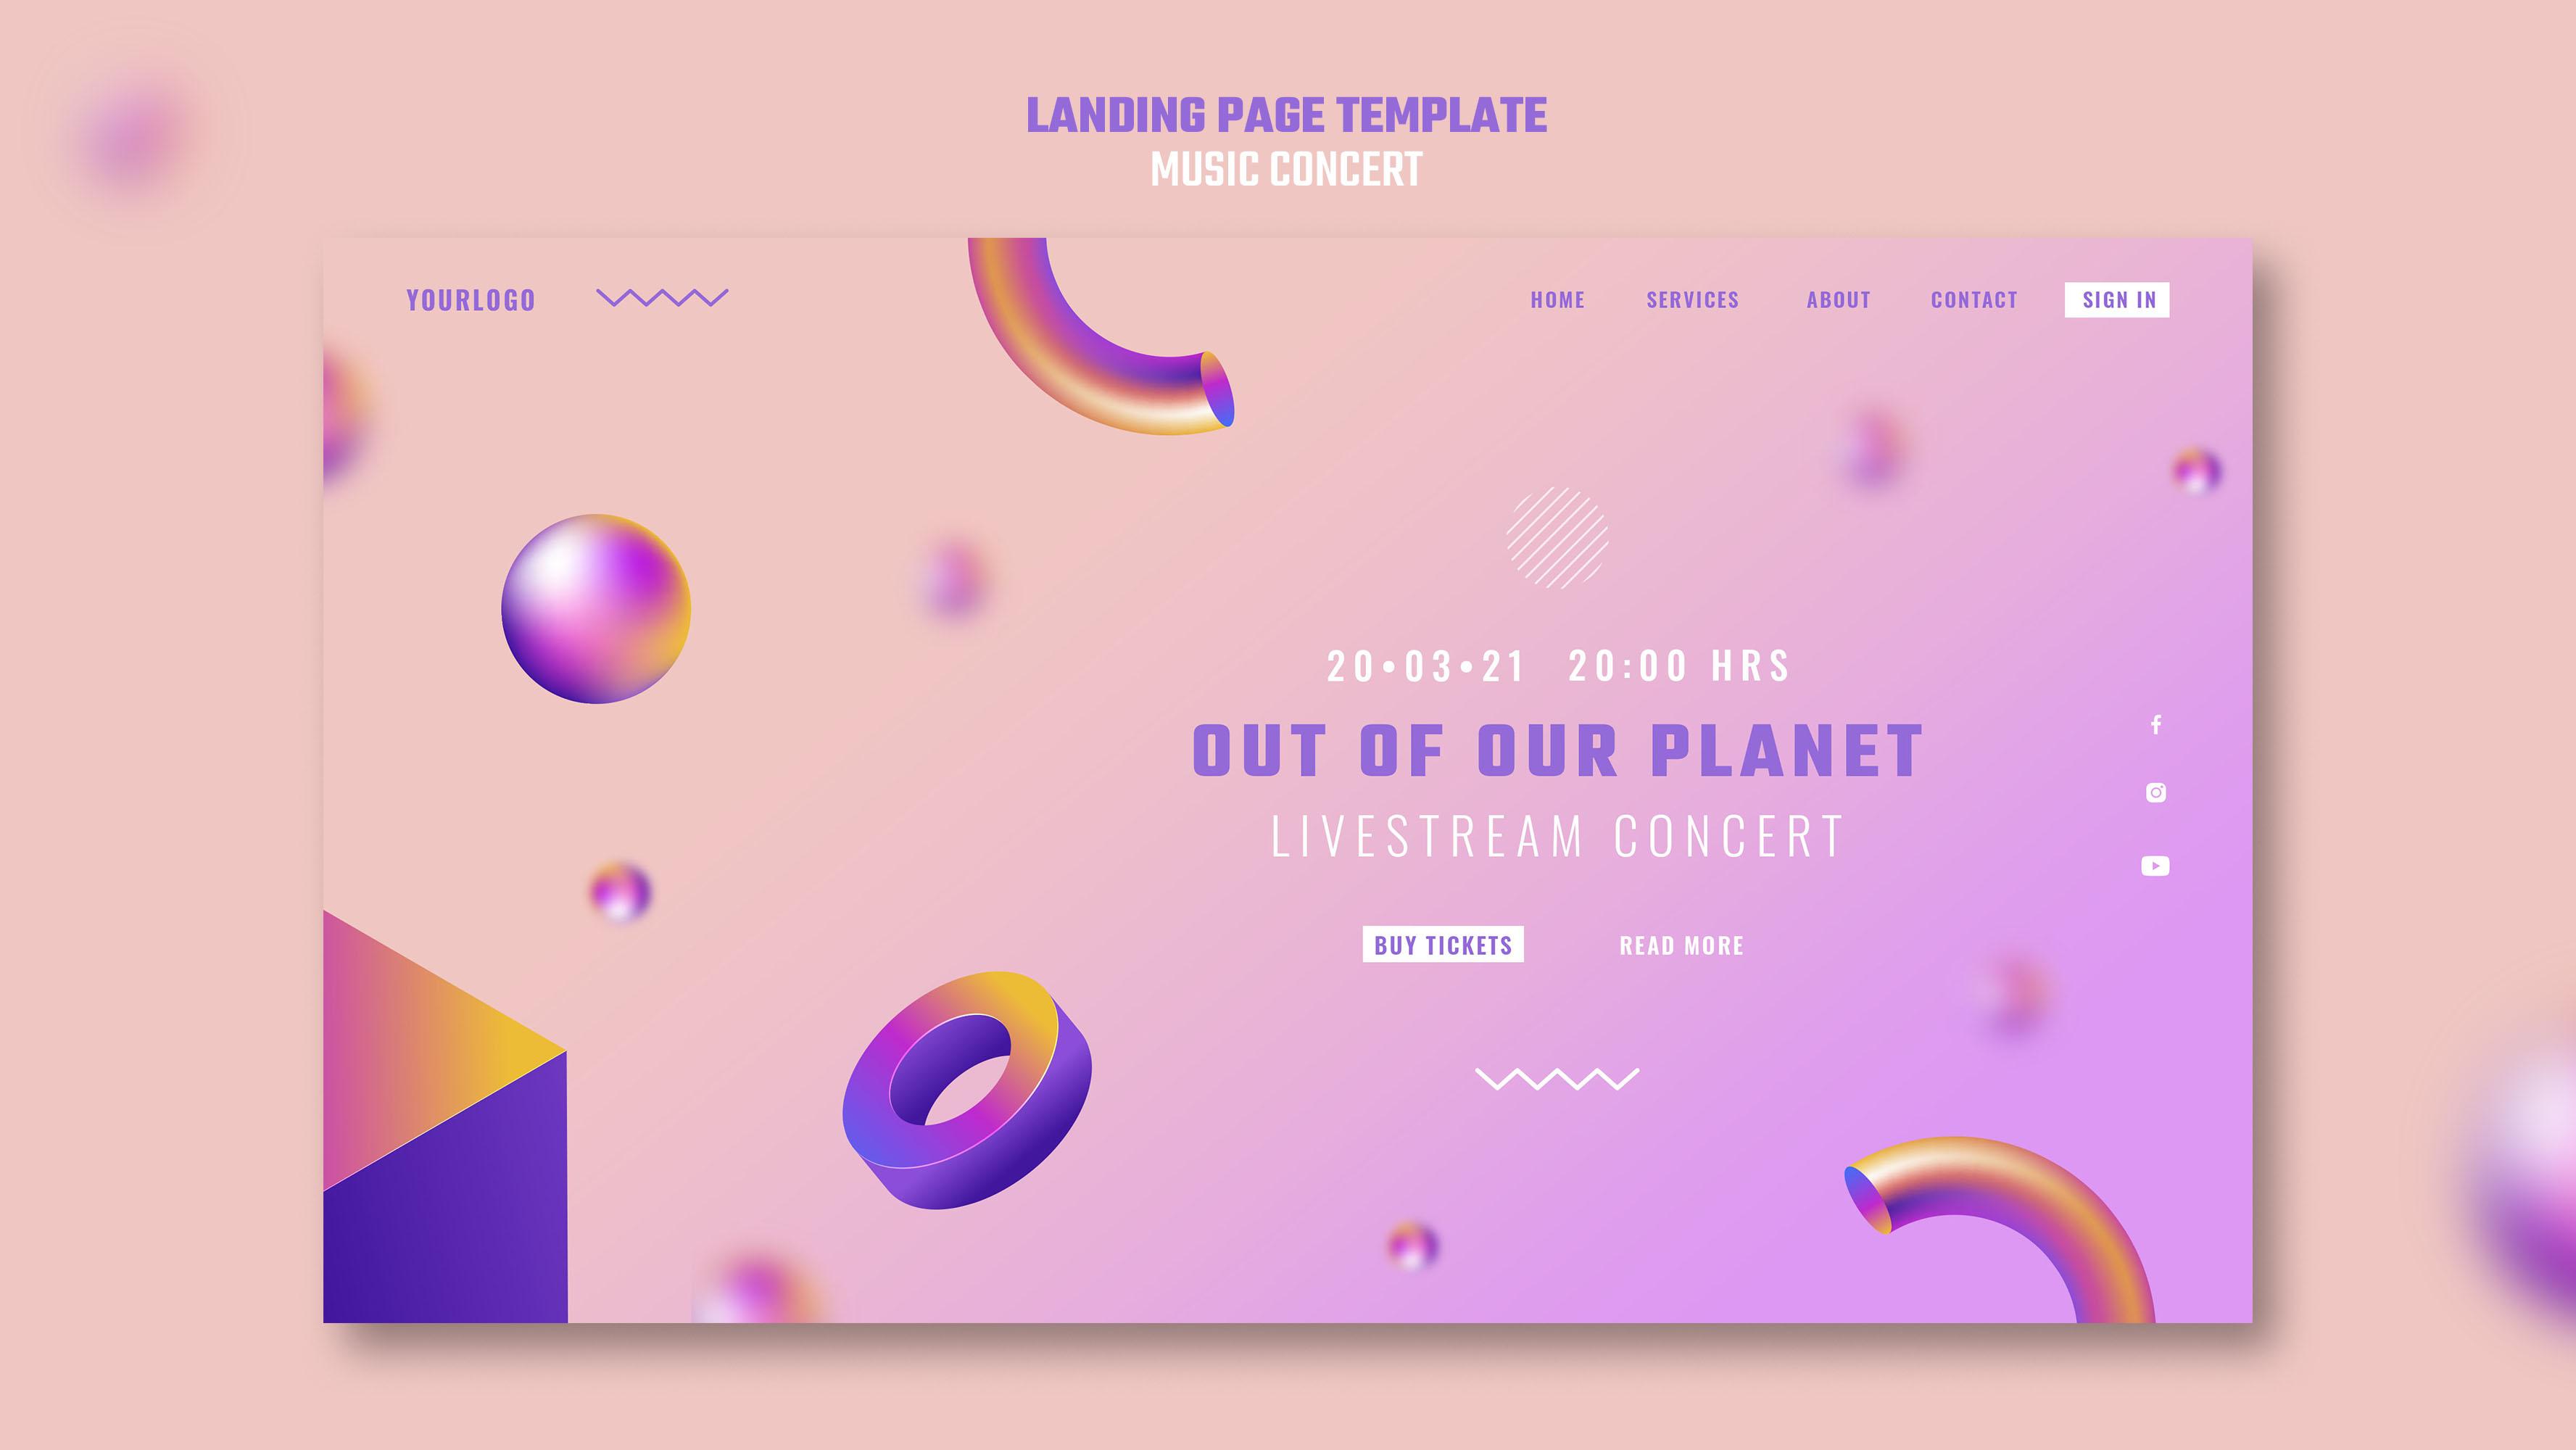 LANDING PAGE TEMPLATE
MUSIC CONCERT
YOURLOGO HOME SERVICES ABOUT CONTACT SIGN IN
20•03•21 20:00 HRS
OUT OF OUR PLANET
LIVESTREAM CONCERT
BUY TICKETS READ MORE